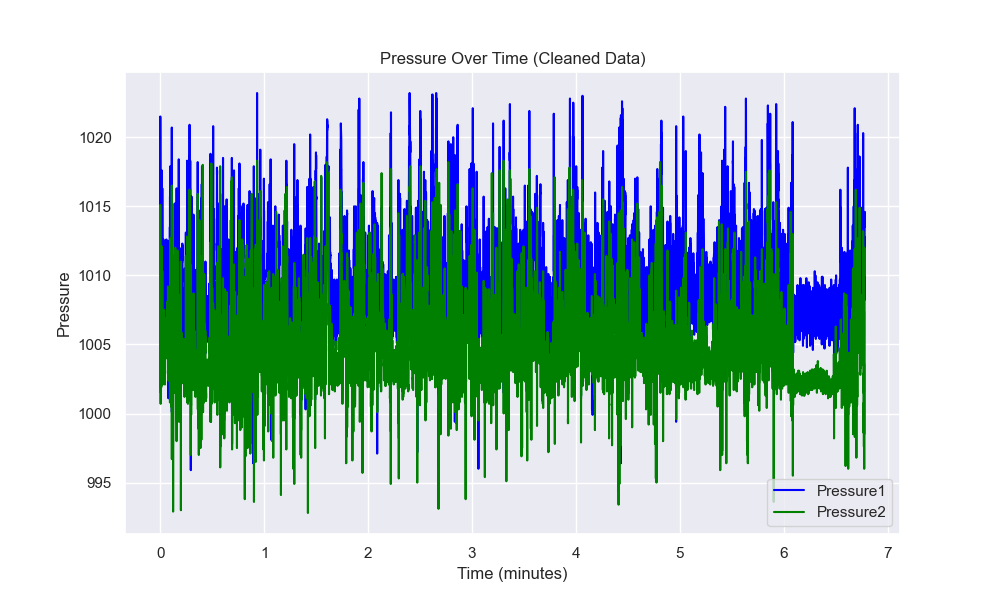 Pressure Over Time (Cleaned Data)
Pressure
1020
1015
1010
1005
1000
995
0 1 2 3 4 5 6 7
Time (minutes)
Pressure1
Pressure2